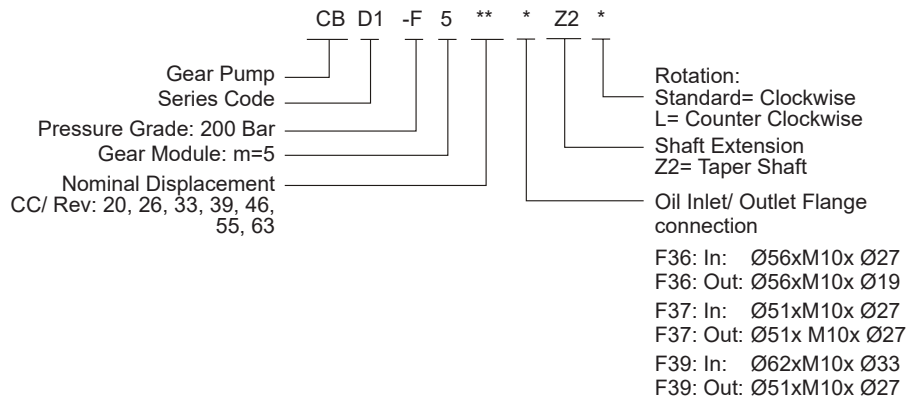 CB D1 -F 5 ** * Z2 *
Gear Pump
Series Code
Pressure Grade: 200 Bar
Gear Module: m=5
Nominal Displacement
CC/ Rev: 20, 26, 33, 39, 46,
55, 63
Rotation:
Standard= Clockwise
L= Counter Clockwise
Shaft Extension
Z2= Taper Shaft
Oil Inlet/ Outlet Flange
connection
F36: In: Ø56xM10x Ø27
F36: Out: Ø56xM10x Ø19
F37: In: Ø51xM10x Ø27
F37: Out: Ø51x M10x Ø27
F39: In: Ø62xM10x Ø33
F39: Out: Ø51xM10x Ø27